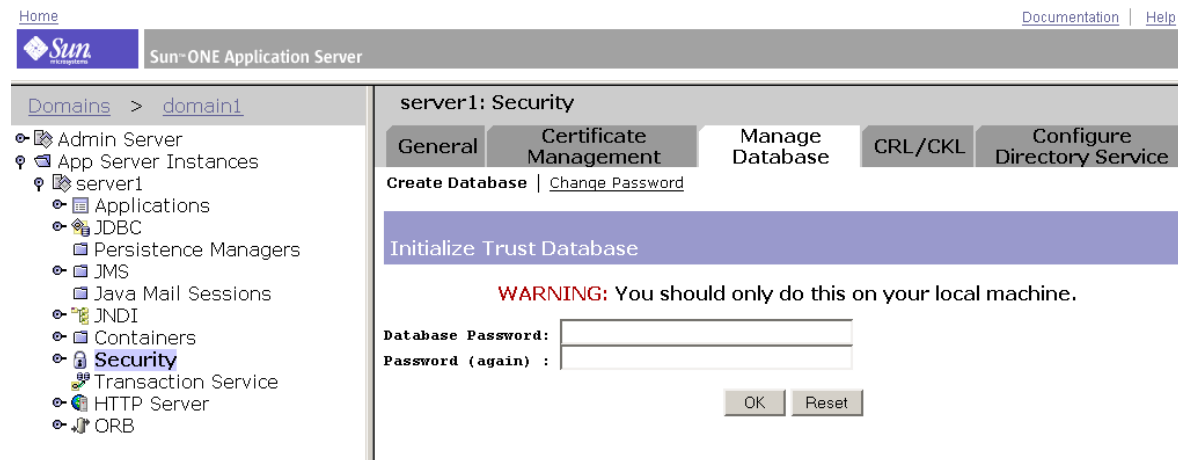 Home
Documentation | Help
Sun microsystems
Sun™ ONE Application Server
Domains > domain1
server1: Security
Admin Server
App Server Instances
server1
Applications
JDBC
Persistence Managers
JMS
Java Mail Sessions
JNDI
Containers
Security
Transaction Service
HTTP Server
ORB
General
Certificate Management
Manage Database
CRL/CKL
Configure Directory Service
Create Database | Change Password
Initialize Trust Database
WARNING: You should only do this on your local machine.
Database Password:
Password (again) :
OK
Reset